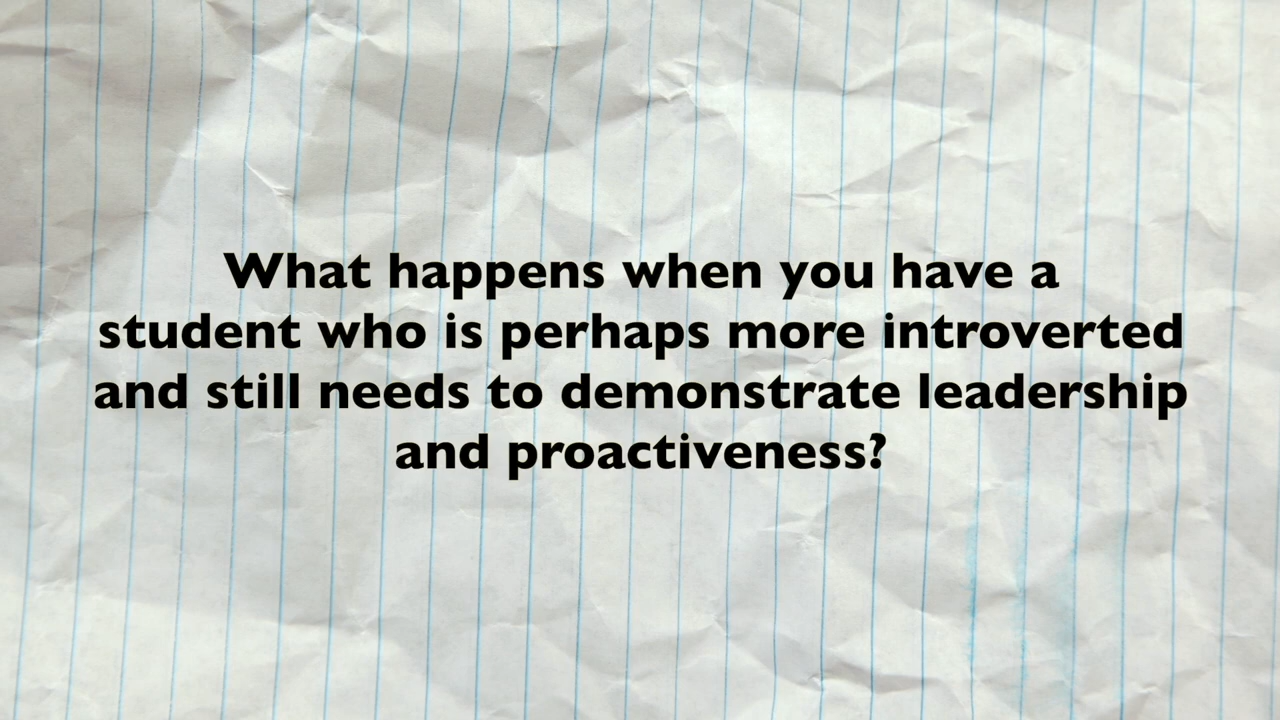 What happens when you have a
student who is perhaps more introverted
and still needs to demonstrate leadership
and proactiveness?